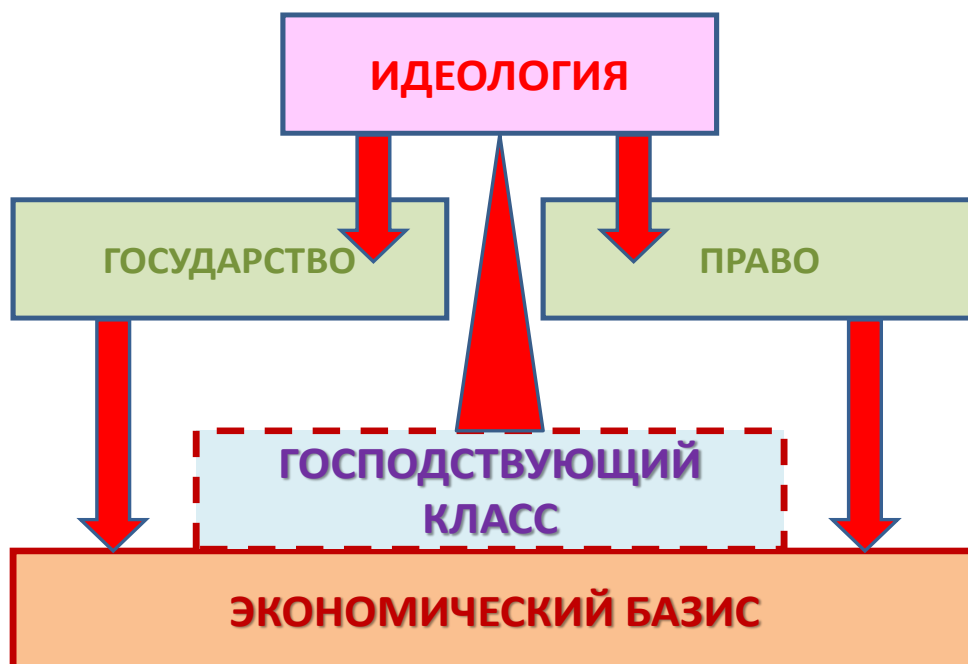 ИДЕОЛОГИЯ
ГОСУДАРСТВО
ПРАВО
ГОСПОДСТВУЮЩИЙ
КЛАСС
ЭКОНОМИЧЕСКИЙ БАЗИС